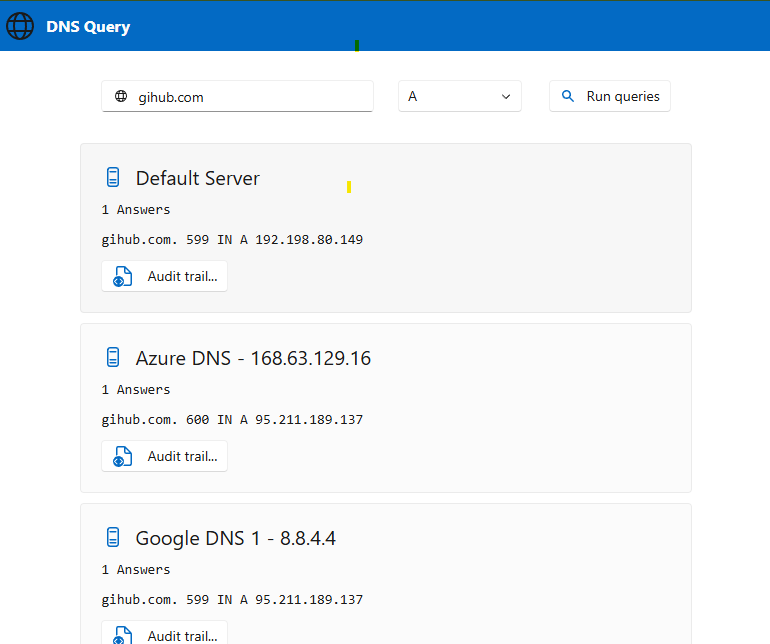 DNS Query
gihub.com
A
Run queries
Default Server
1 Answers
gihub.com. 599 IN A 192.198.80.149
Audit trail...
Azure DNS - 168.63.129.16
1 Answers
gihub.com. 600 IN A 95.211.189.137
Audit trail...
Google DNS 1 - 8.8.4.4
1 Answers
gihub.com. 599 IN A 95.211.189.137
Audit trail...